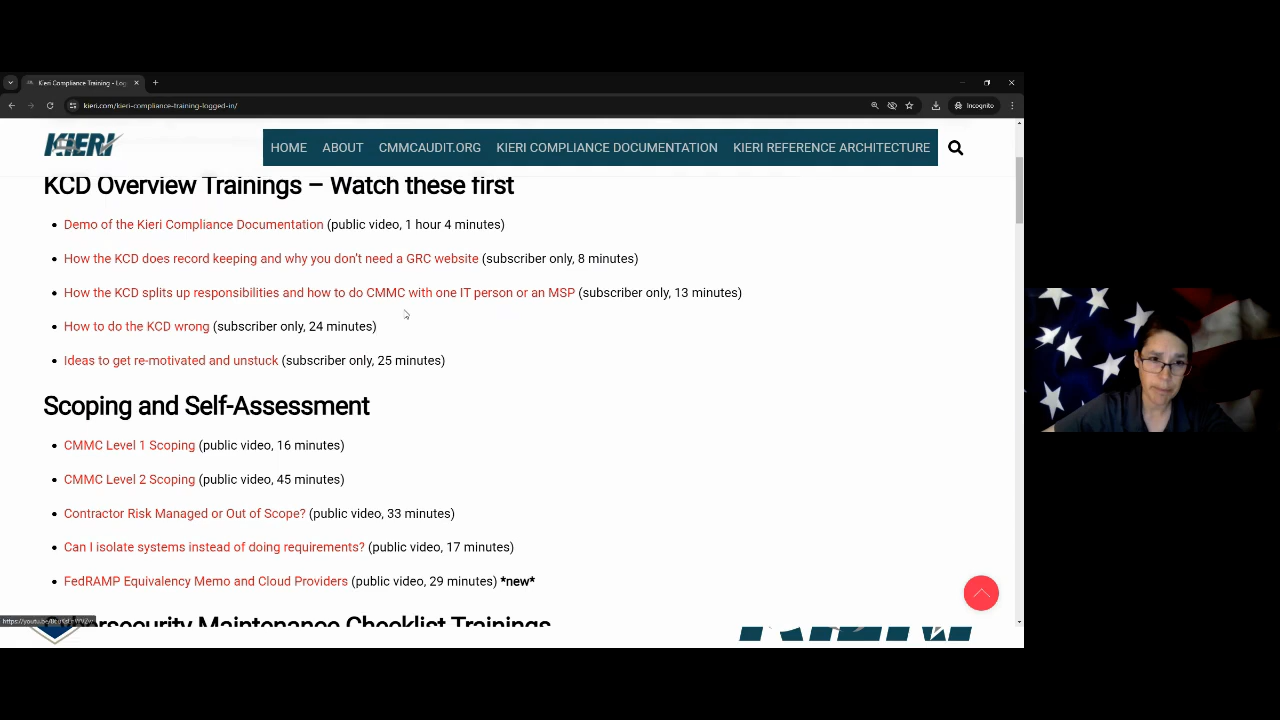 Kieri Compliance Training - Log
kieri.com/kieri-compliance-training-logged-in/
Incognito
KIERI
HOME ABOUT CMMCAUDIT.ORG KIERI COMPLIANCE DOCUMENTATION KIERI REFERENCE ARCHITECTURE
KCD Overview Trainings – Watch these first
Demo of the Kieri Compliance Documentation (public video, 1 hour 4 minutes)
How the KCD does record keeping and why you don't need a GRC website (subscriber only, 8 minutes)
How the KCD splits up responsibilities and how to do CMMC with one IT person or an MSP (subscriber only, 13 minutes)
How to do the KCD wrong (subscriber only, 24 minutes)
Ideas to get re-motivated and unstuck (subscriber only, 25 minutes)
Scoping and Self-Assessment
CMMC Level 1 Scoping (public video, 16 minutes)
CMMC Level 2 Scoping (public video, 45 minutes)
Contractor Risk Managed or Out of Scope? (public video, 33 minutes)
Can I isolate systems instead of doing requirements? (public video, 17 minutes)
FedRAMP Equivalency Memo and Cloud Providers (public video, 29 minutes) *new*
Cybersecurity Maintenance Checklist Trainings